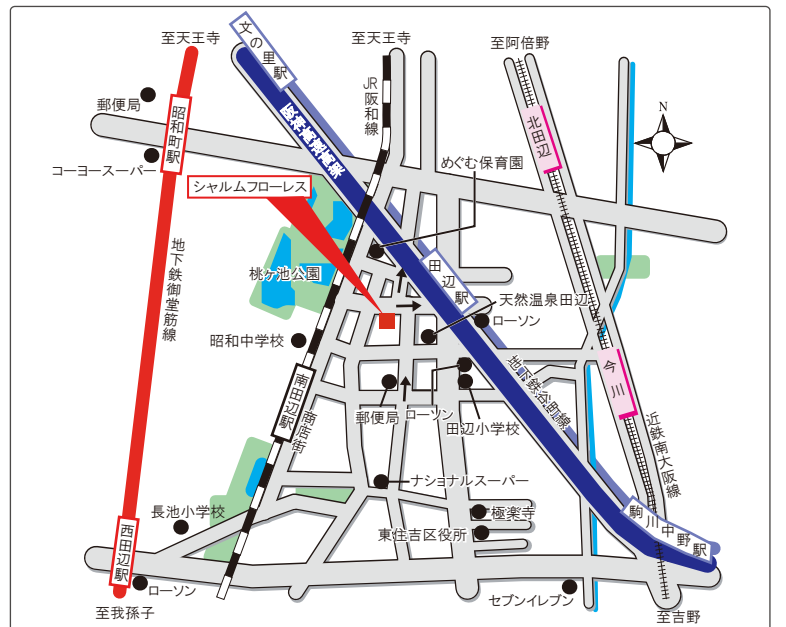 至天王寺
文の里駅
至天王寺
至阿倍野
郵便局
昭和町駅
JR阪和線
北田辺
N
コーヨースーパー
めぐむ保育園
シャルムフローレス
地下鉄御堂筋線
桃ヶ池公園
田辺駅
天然温泉田辺
ローソン
昭和中学校
南田辺駅
商店街
郵便局
ローソン
田辺小学校
地下鉄谷町線
今川
近鉄南大阪線
ナショナルスーパー
長池小学校
極楽寺
東住吉区役所
駒川中野駅
西田辺駅
ローソン
セブンイレブン
至我孫子
至吉野